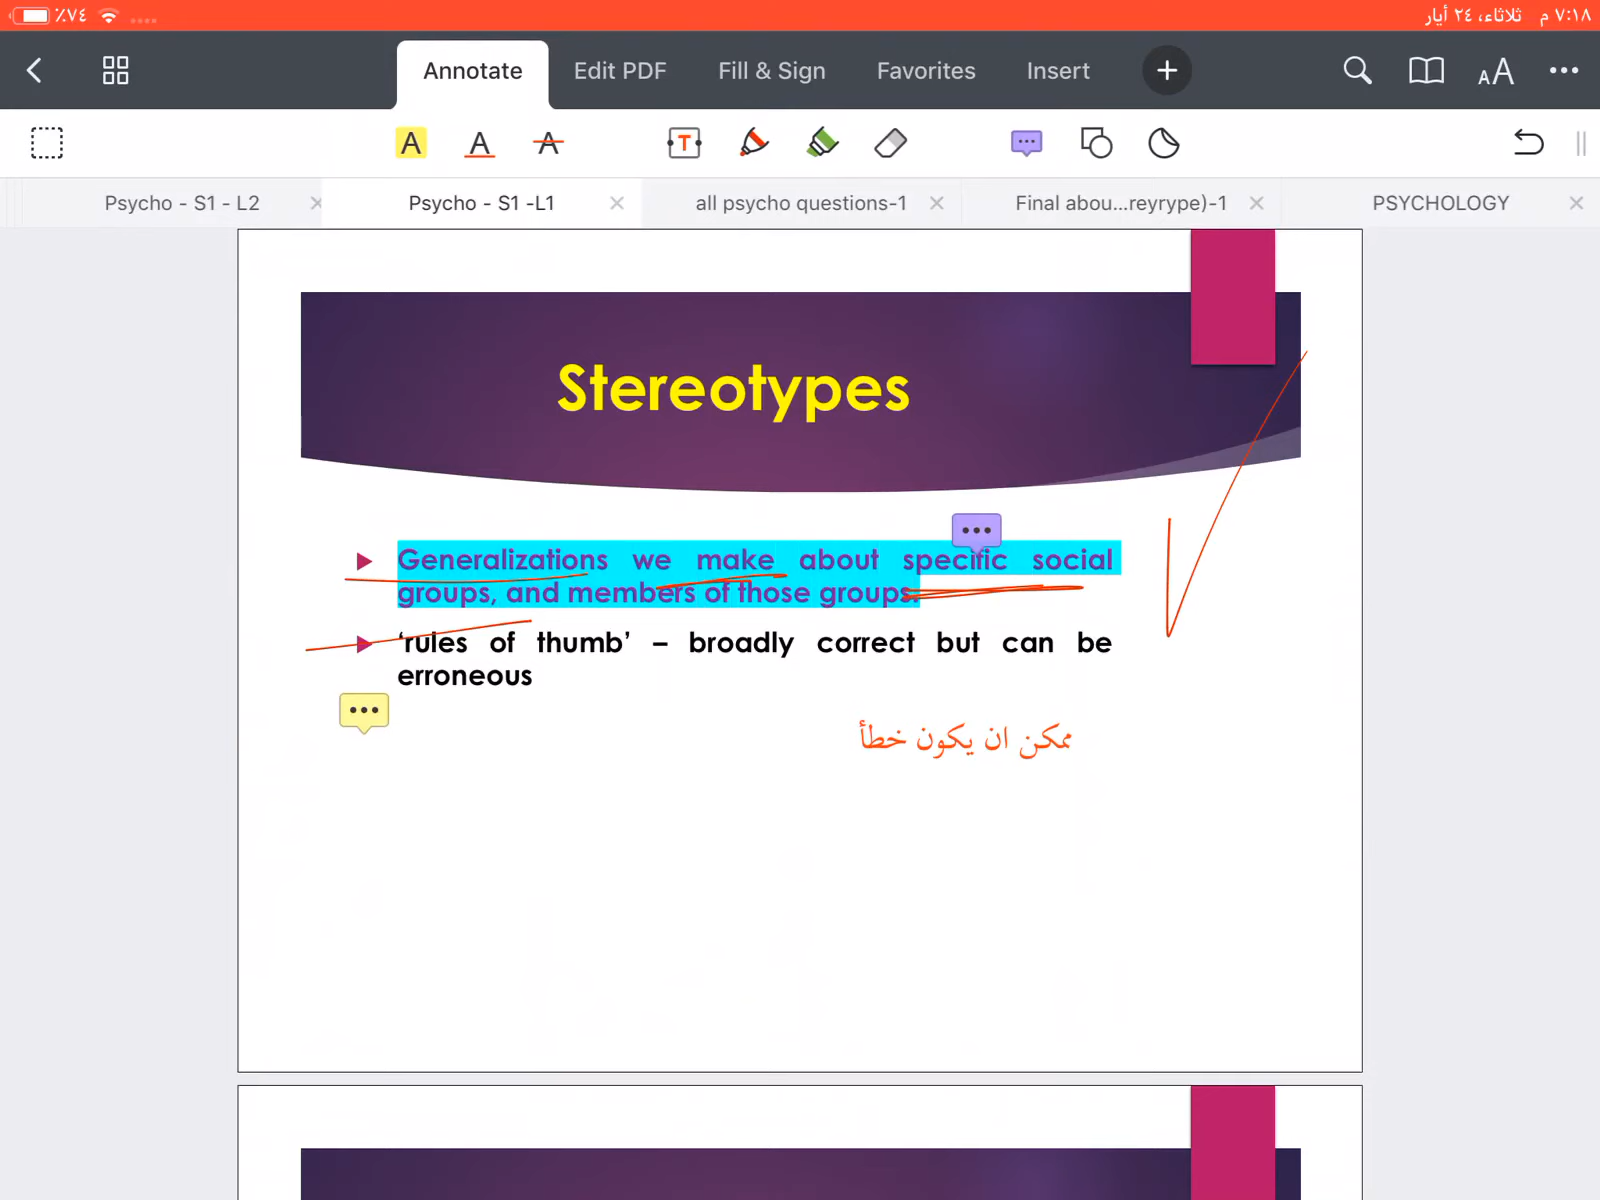 ٪٧٤
٧:١٨ م ثلاثاء، ٢٤ أيار
Annotate Edit PDF Fill & Sign Favorites Insert
AA
A A A T
Psycho - S1 - L2 Psycho - S1 -L1 all psycho questions-1 Final abou...reyrype)-1 PSYCHOLOGY
Stereotypes
Generalizations we make about specific social
groups, and members of those groups.
‘rules of thumb’ – broadly correct but can be
erroneous
ممكن ان يكون خطأ